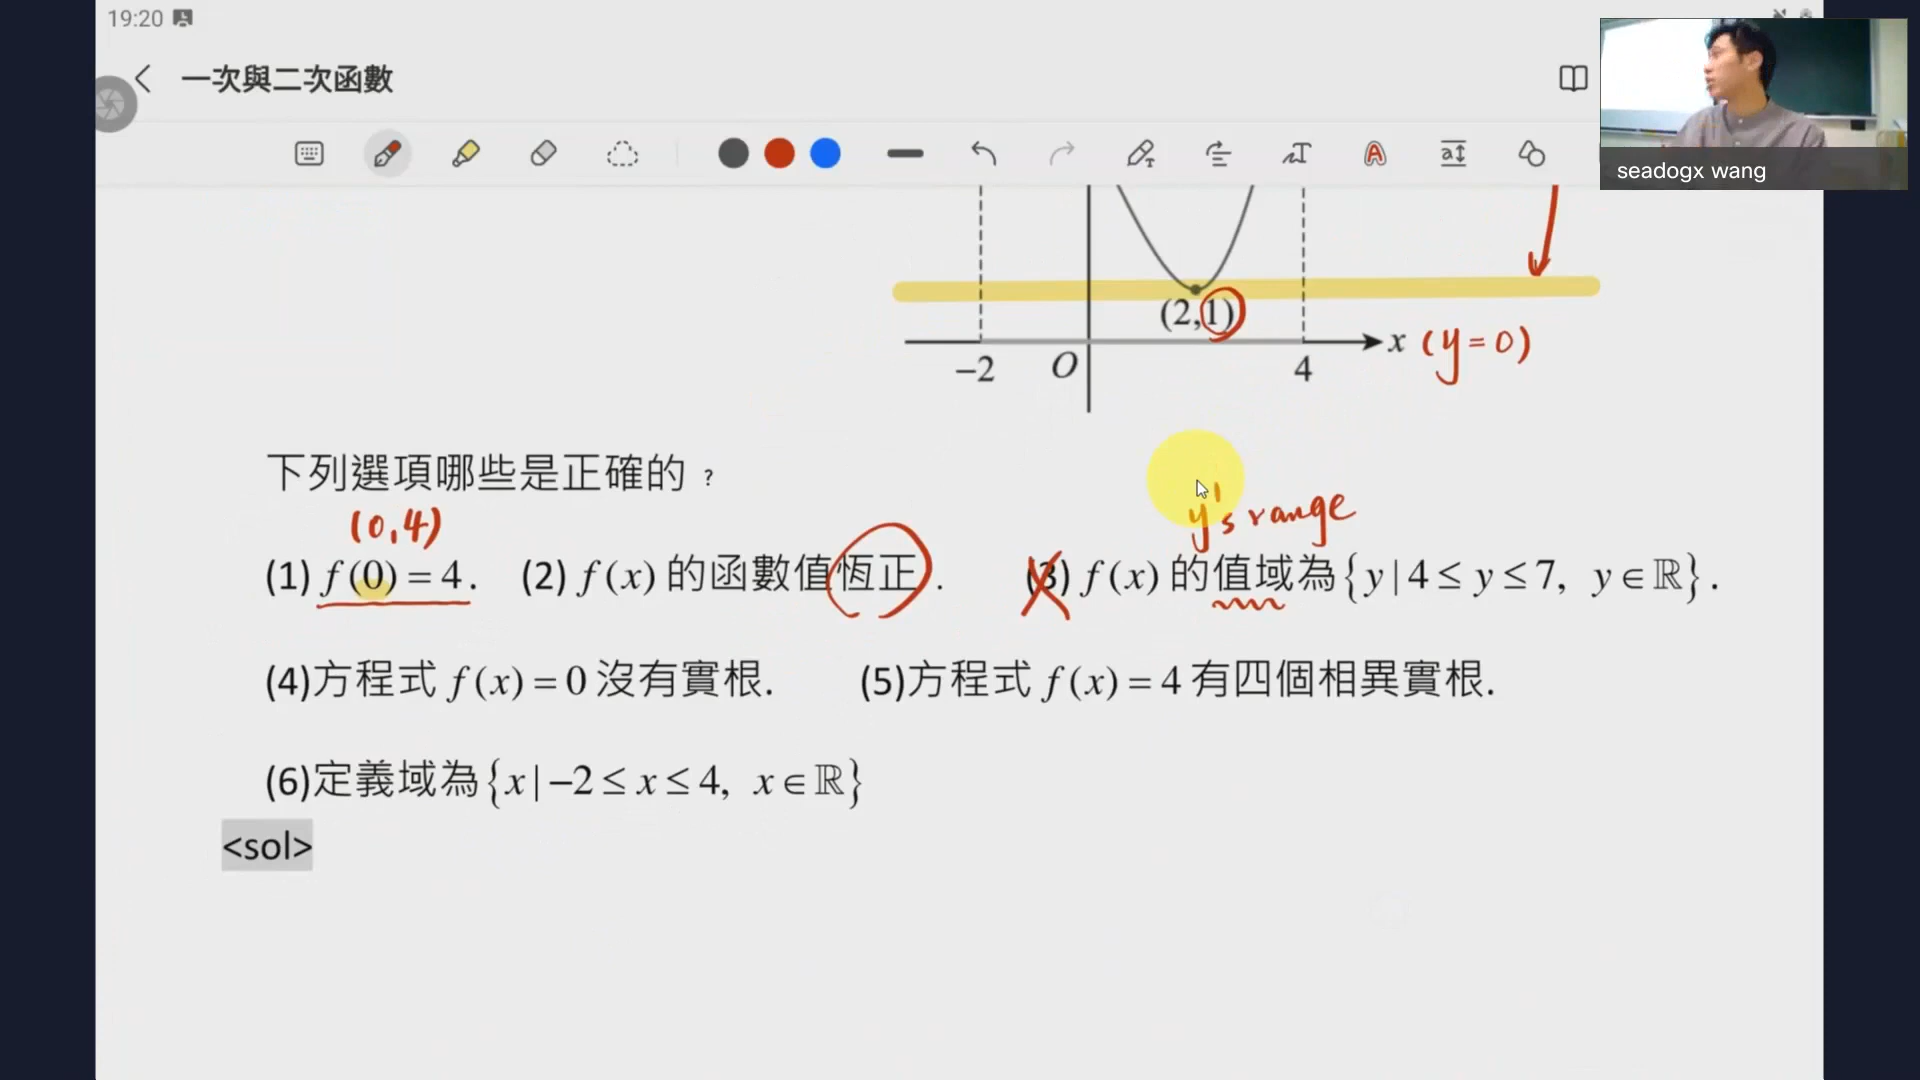 19:20
一次與二次函數
seadogx wang
(2,1)
x (y=0)
−2 O 4
下列選項哪些是正確的﹖
(0,4) y's range
(1) f(0)=4. (2) f(x) 的函數值恆正. (3) f(x) 的值域為{y|4≤y≤7, y∈ℝ}.
(4)方程式 f(x)=0 沒有實根. (5)方程式 f(x)=4 有四個相異實根.
(6)定義域為{x|−2≤x≤4, x∈ℝ}
<sol>